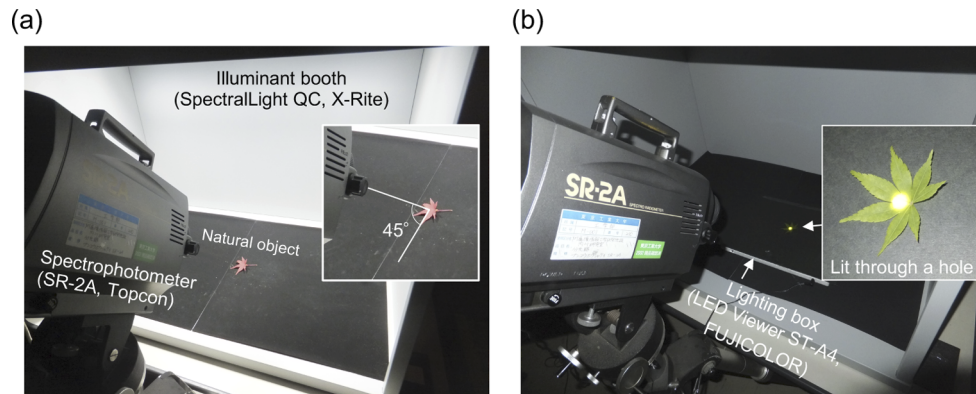 (a)
Illuminant booth
(SpectralLight QC, X-Rite)
45°
Natural object
Spectrophotometer
(SR-2A, Topcon)
(b)
SR-2A
SPECTRORADIOMETER
Lit through a hole
Lighting box
(LED Viewer ST-A4,
FUJICOLOR)